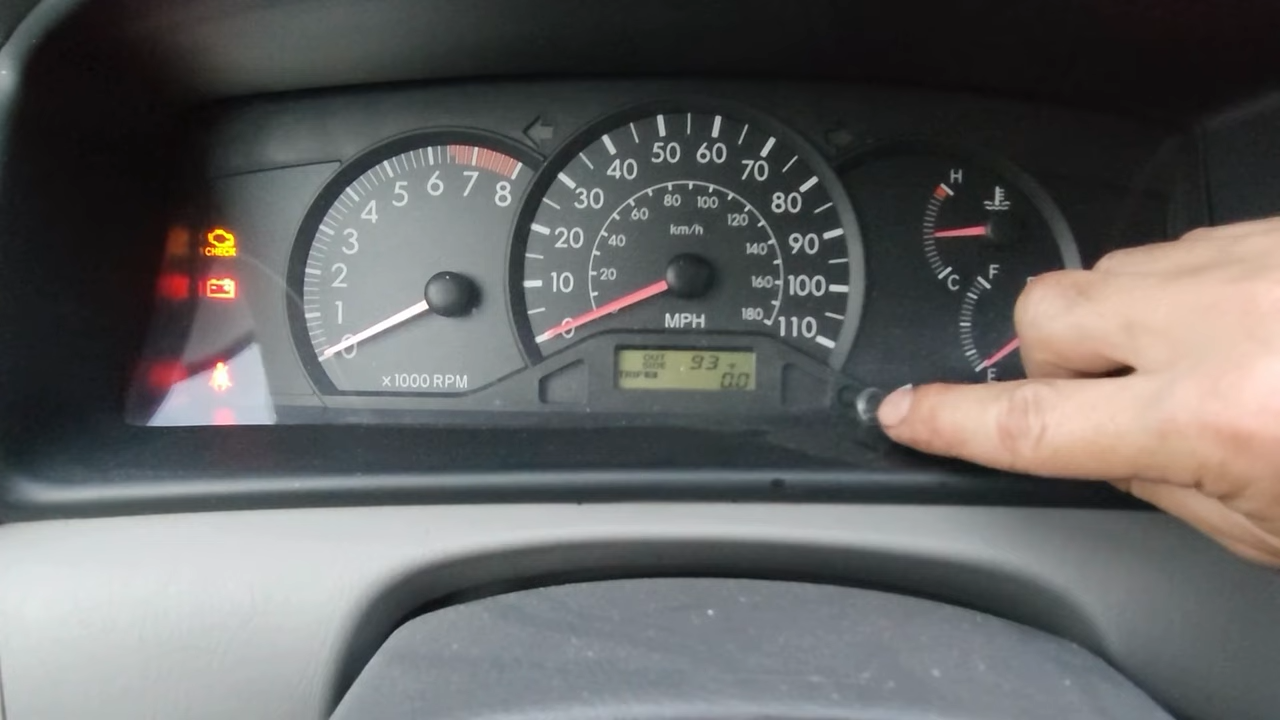 CHECK
0 1 2 3 4 5 6 7 8
x1000 RPM
0 10 20 30 40 50 60 70 80 90 100 110
20 40 60 80 100 120 140 160 180
km/h
MPH
OUT
SIDE 93 °F
TRIP
0.0
H
C
F
E